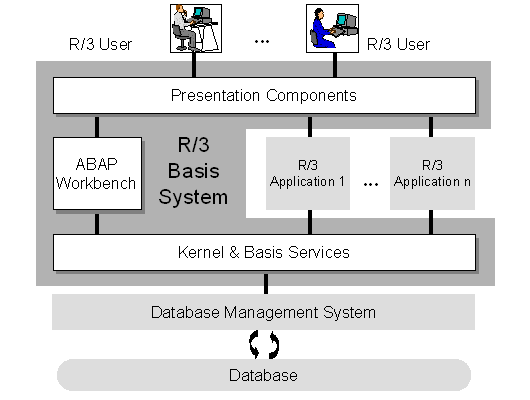 R/3 User
...
R/3 User
Presentation Components
ABAP
Workbench
R/3
Basis
System
R/3
Application 1
...
R/3
Application n
Kernel & Basis Services
Database Management System
Database